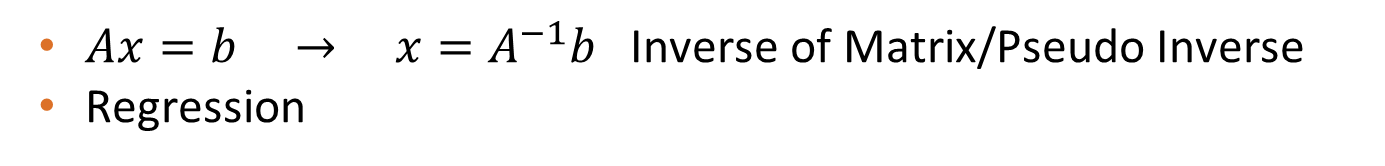 • Ax = b → x = A⁻¹b Inverse of Matrix/Pseudo Inverse
• Regression